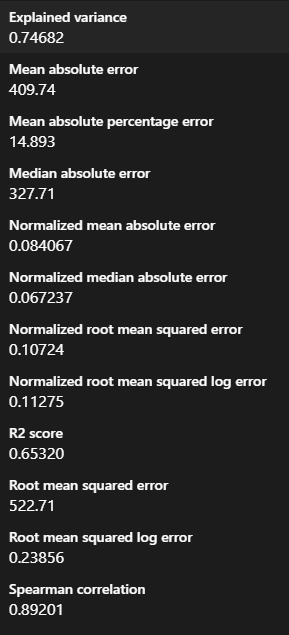 Explained variance
0.74682
Mean absolute error
409.74
Mean absolute percentage error
14.893
Median absolute error
327.71
Normalized mean absolute error
0.084067
Normalized median absolute error
0.067237
Normalized root mean squared error
0.10724
Normalized root mean squared log error
0.11275
R2 score
0.65320
Root mean squared error
522.71
Root mean squared log error
0.23856
Spearman correlation
0.89201